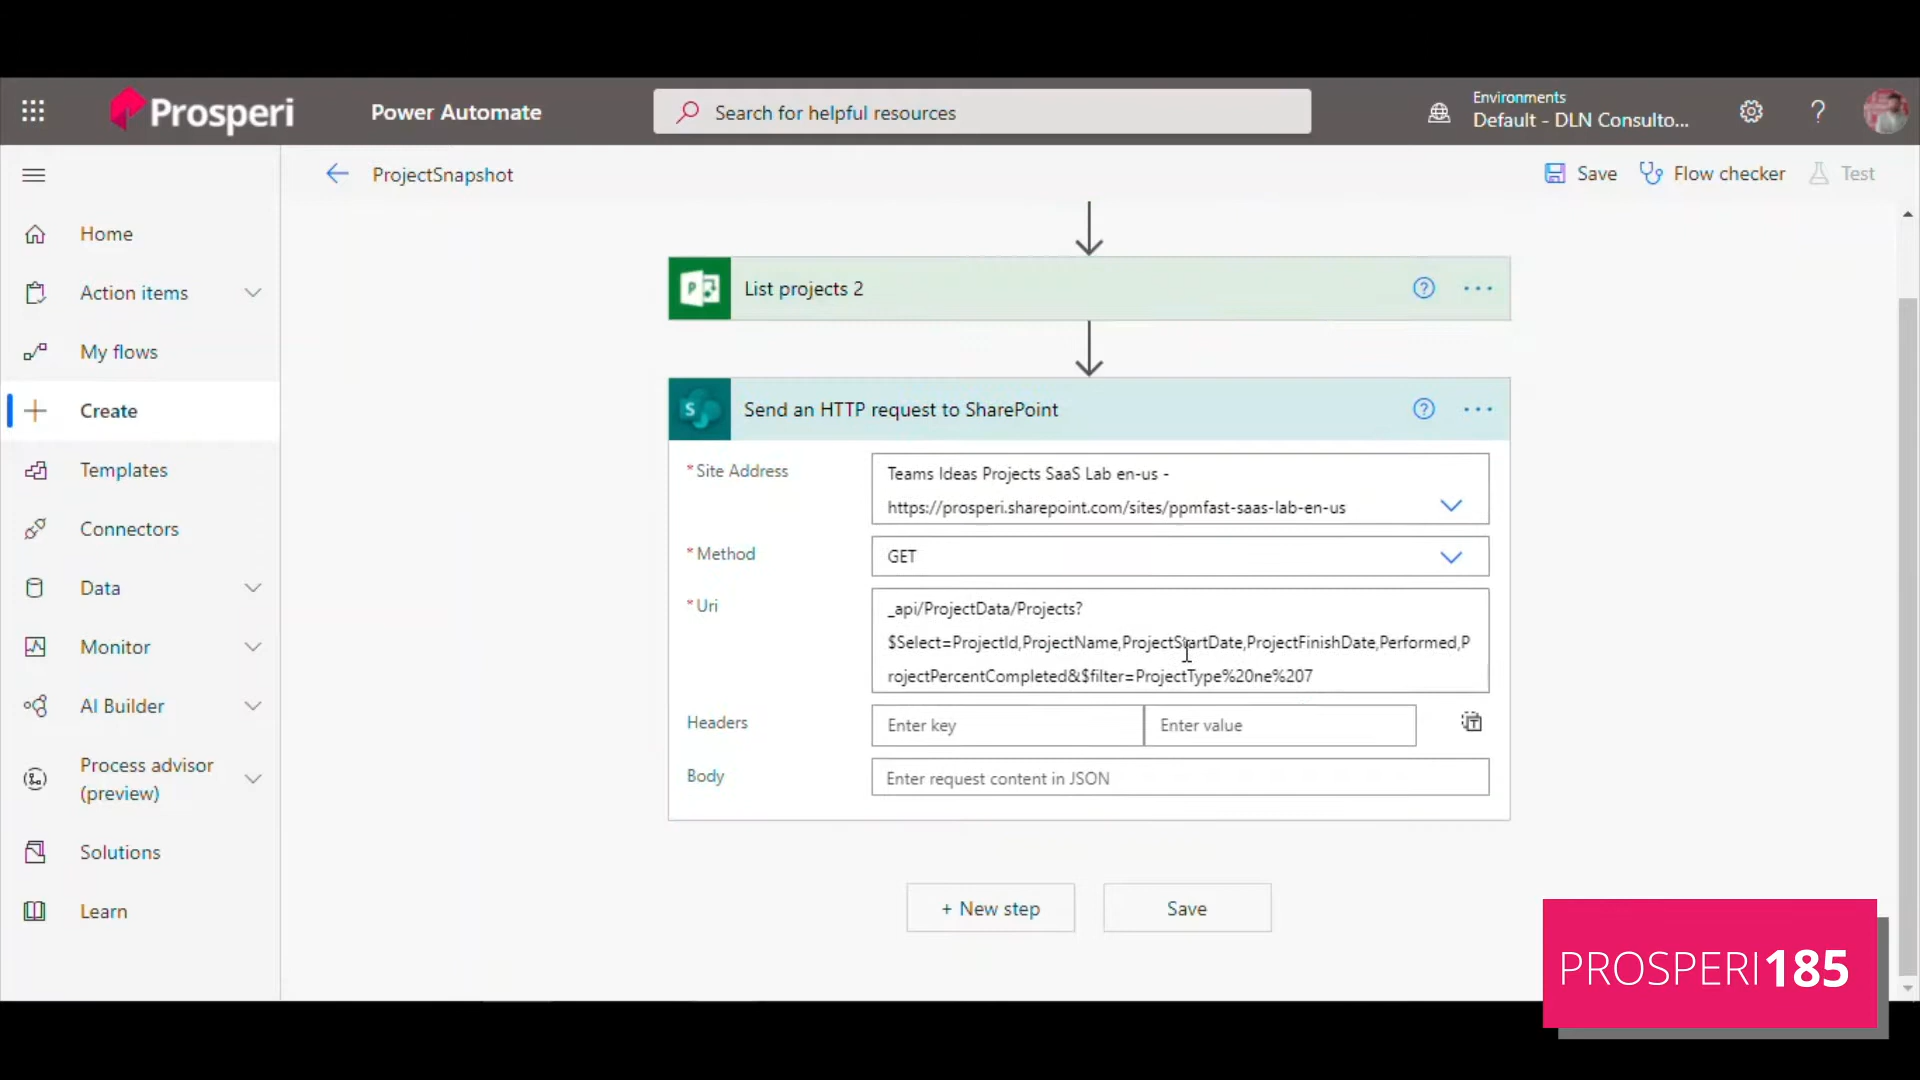 Prosperi
Power Automate
Search for helpful resources
Environments
Default - DLN Consulto...
?
ProjectSnapshot
Save
Flow checker
Test
Home
Action items
My flows
Create
Templates
Connectors
Data
Monitor
AI Builder
Process advisor
(preview)
Solutions
Learn
List projects 2
Send an HTTP request to SharePoint
*Site Address
Teams Ideas Projects SaaS Lab en-us -
https://prosperi.sharepoint.com/sites/ppmfast-saas-lab-en-us
*Method
GET
*Uri
_api/ProjectData/Projects?
$Select=ProjectId,ProjectName,ProjectStartDate,ProjectFinishDate,Performed,P
rojectPercentCompleted&$filter=ProjectType%20ne%207
Headers
Enter key
Enter value
Body
Enter request content in JSON
+ New step
Save
PROSPERI185